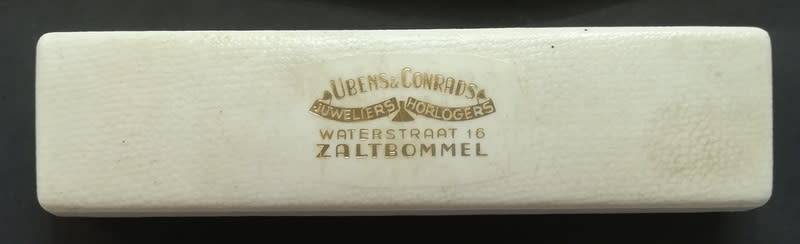 UBENS & CONRADS
JUWELIERS HORLOGERS
WATERSTRAAT 16
ZALTBOMMEL